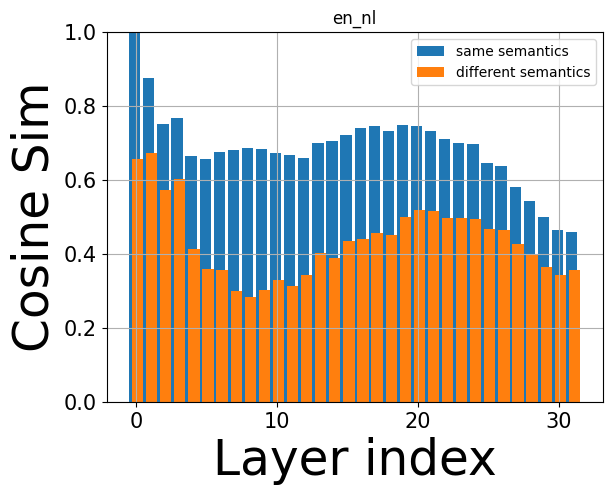 en_nl
same semantics
different semantics
Cosine Sim
1.0
0.8
0.6
0.4
0.2
0.0
0 10 20 30
Layer index